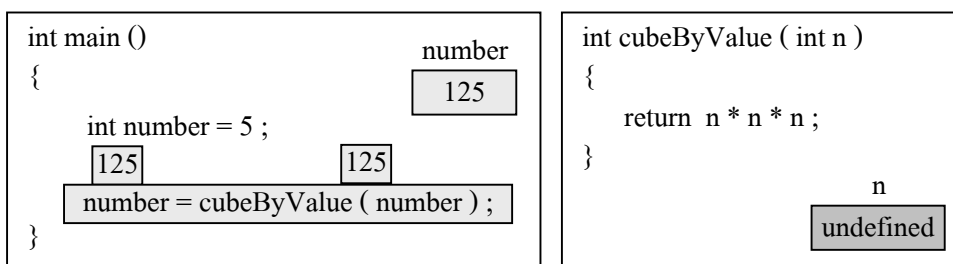 int main ()
{
number
125
int number = 5 ;
125 125
number = cubeByValue ( number ) ;
}
int cubeByValue ( int n )
{
return n * n * n ;
}
n
undefined